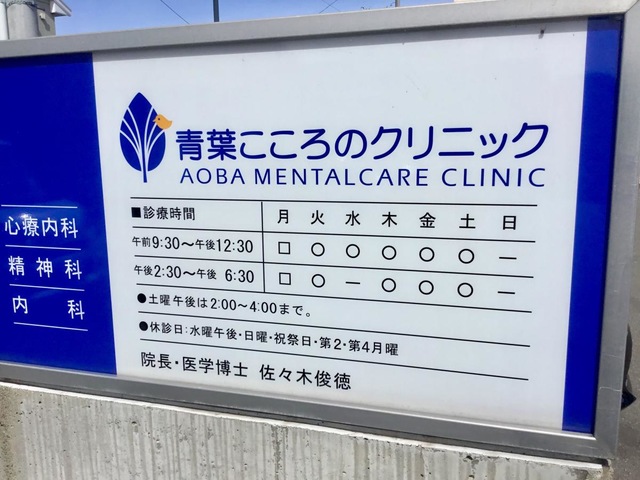 青葉こころのクリニック
AOBA MENTALCARE CLINIC
心療内科
精神科
内 科
■診療時間 月 火 水 木 金 土 日
午前9:30〜午後12:30 □ ○ ○ ○ ○ ○ −
午後2:30〜午後 6:30 □ ○ − ○ ○ ○ −
●土曜午後は2:00〜4:00まで。
●休診日:水曜午後・日曜・祝祭日・第2・第4月曜
院長・医学博士 佐々木俊徳